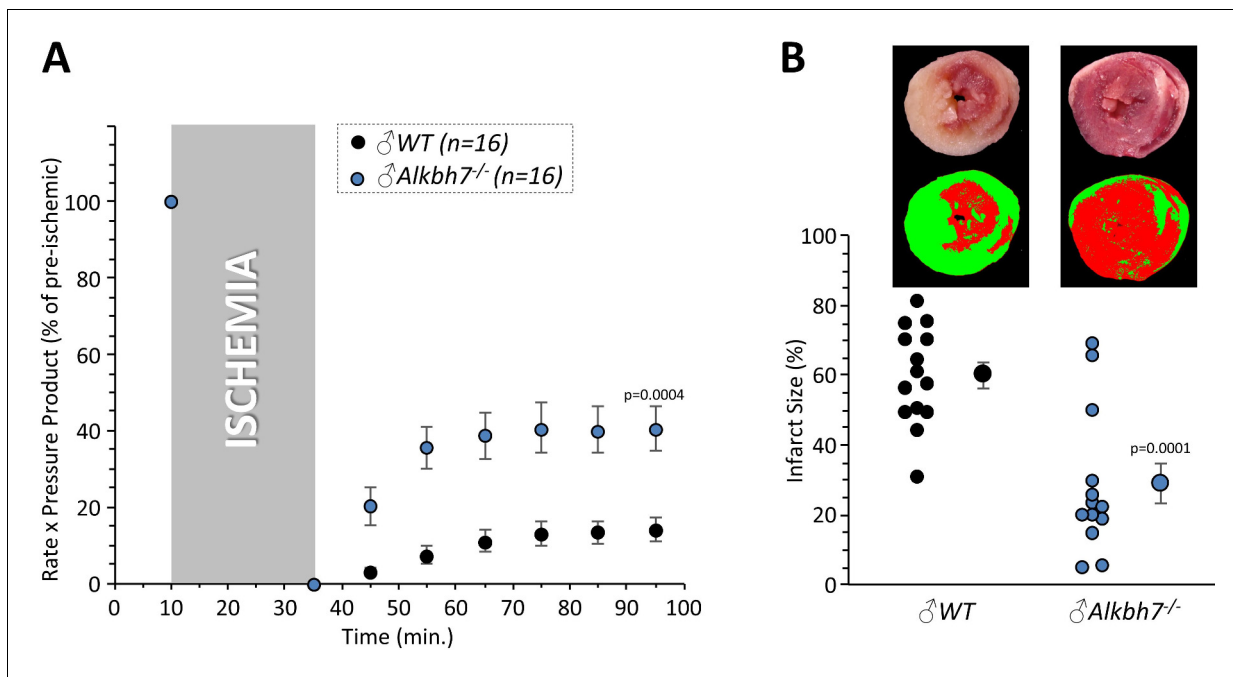 A
Rate x Pressure Product (% of pre-ischemic)
100
80
60
40
20
0
ISCHEMIA
♂WT (n=16)
♂Alkbh7-/- (n=16)
p=0.0004
0 10 20 30 40 50 60 70 80 90 100
Time (min.)
B
Infarct Size (%)
100
80
60
40
20
0
p=0.0001
♂WT
♂Alkbh7-/-